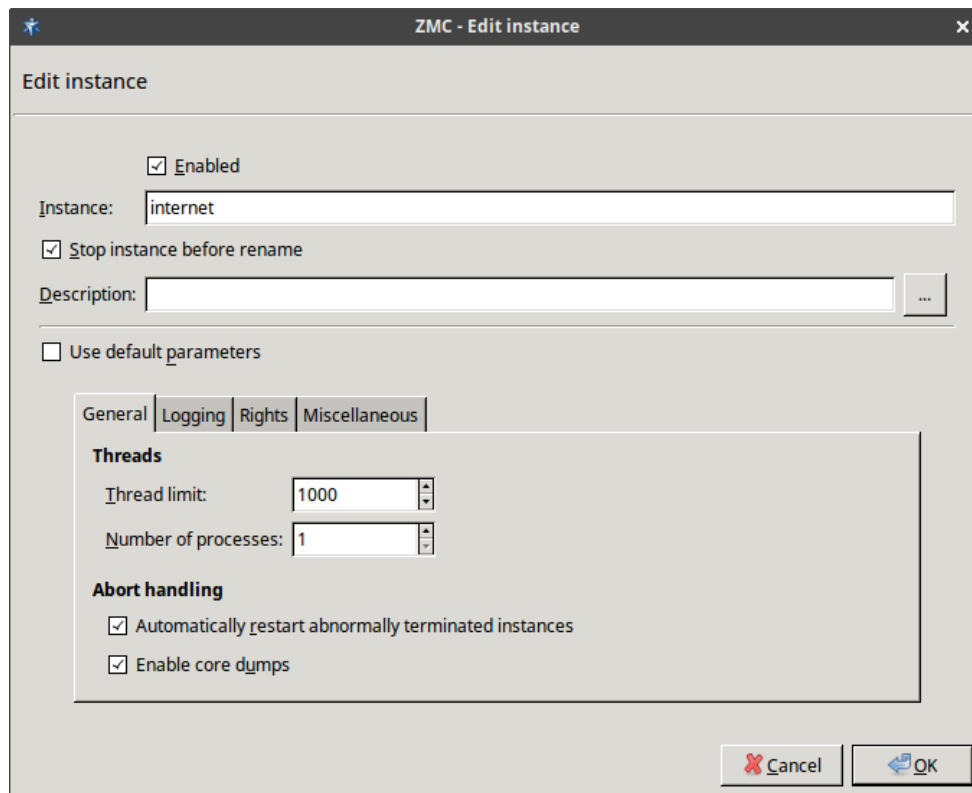 ZMC - Edit instance
Edit instance
Enabled
Instance: internet
Stop instance before rename
Description: ...
Use default parameters
General Logging Rights Miscellaneous
Threads
Thread limit: 1000
Number of processes: 1
Abort handling
Automatically restart abnormally terminated instances
Enable core dumps
Cancel OK